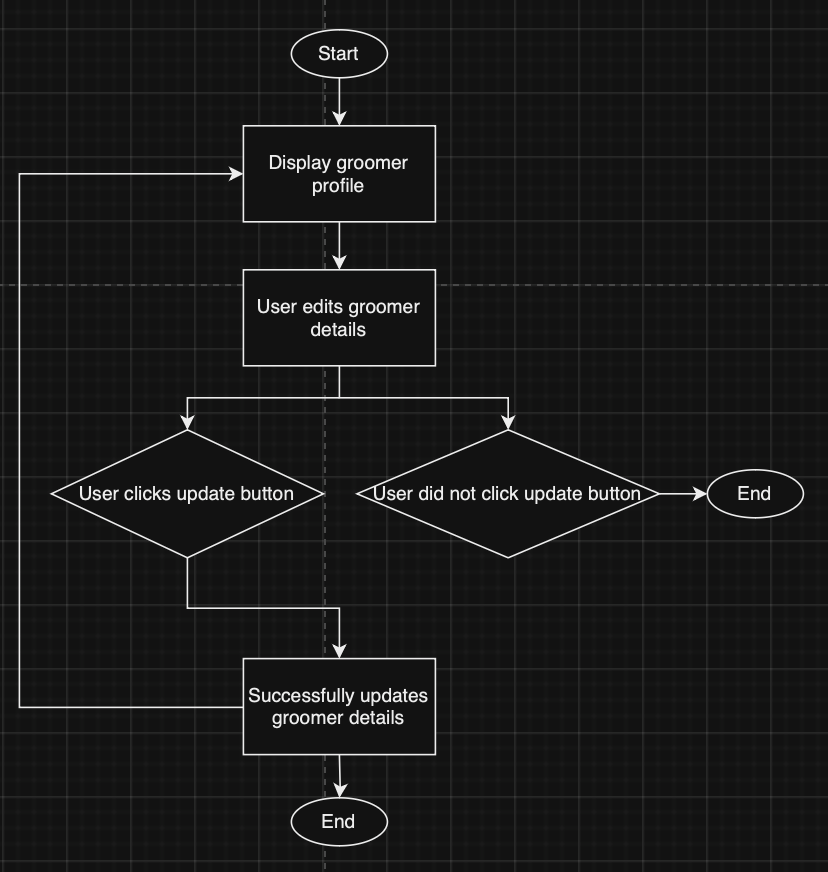 Start
Display groomer
profile
User edits groomer
details
User clicks update button
User did not click update button
End
Successfully updates
groomer details
End